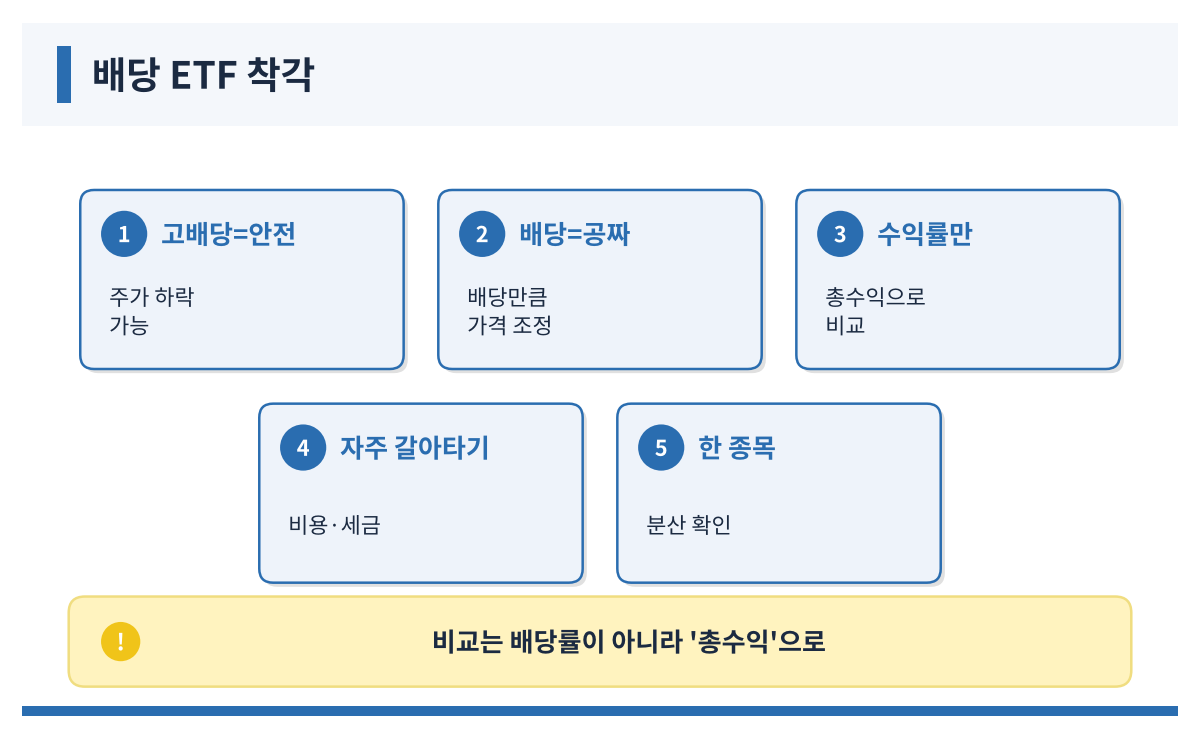 배당 ETF 착각
1 고배당=안전
주가 하락
가능
2 배당=공짜
배당만큼
가격 조정
3 수익률만
총수익으로
비교
4 자주 갈아타기
비용·세금
5 한 종목
분산 확인
! 비교는 배당률이 아니라 '총수익'으로